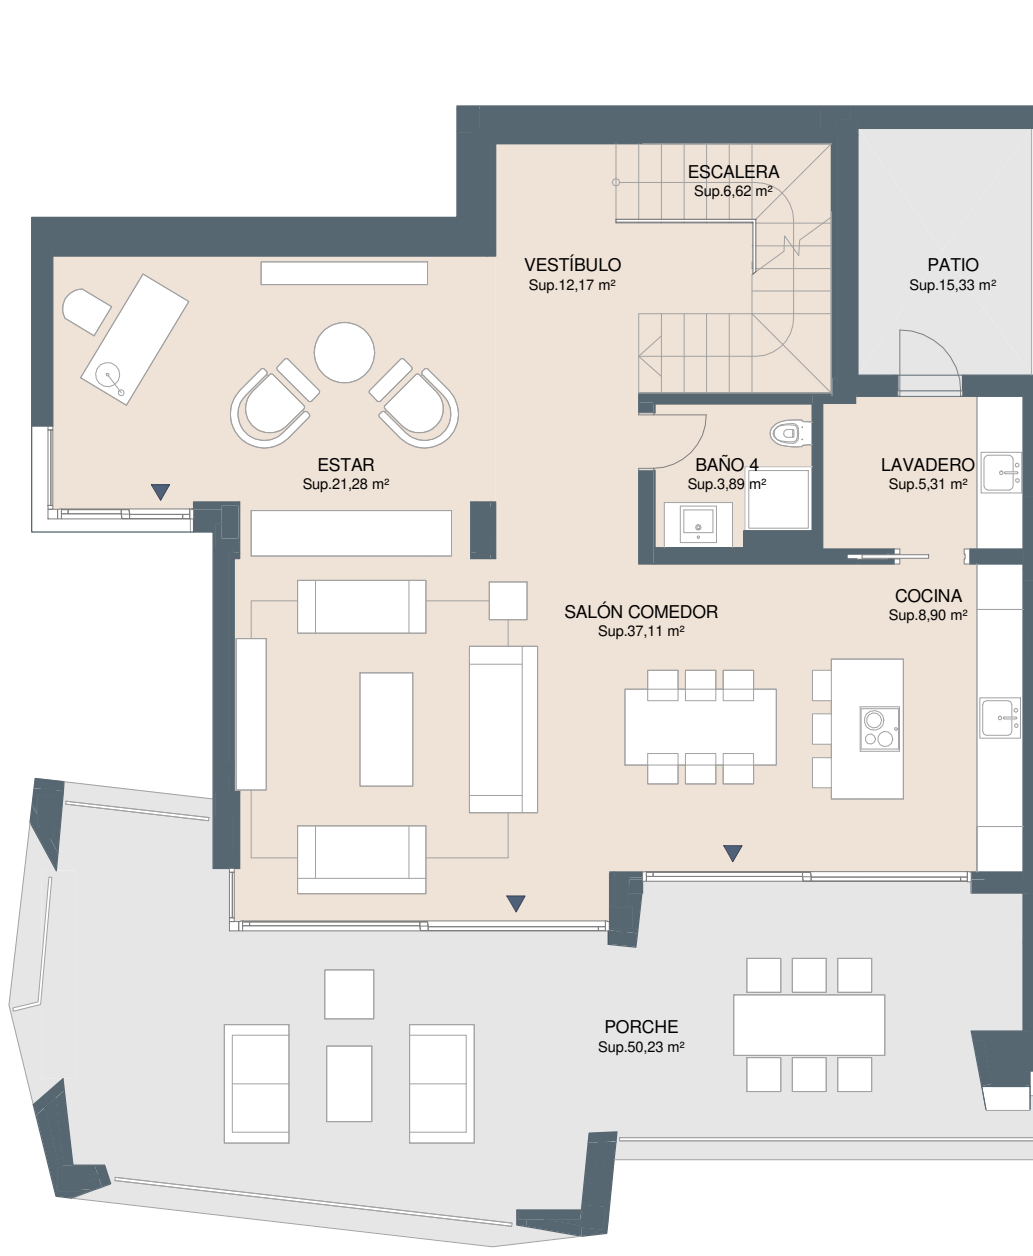 ESCALERA
Sup.6,62 m²
VESTÍBULO
Sup.12,17 m²
PATIO
Sup.15,33 m²
ESTAR
Sup.21,28 m²
BAÑO 4
Sup.3,89 m²
LAVADERO
Sup.5,31 m²
COCINA
Sup.8,90 m²
SALÓN COMEDOR
Sup.37,11 m²
PORCHE
Sup.50,23 m²